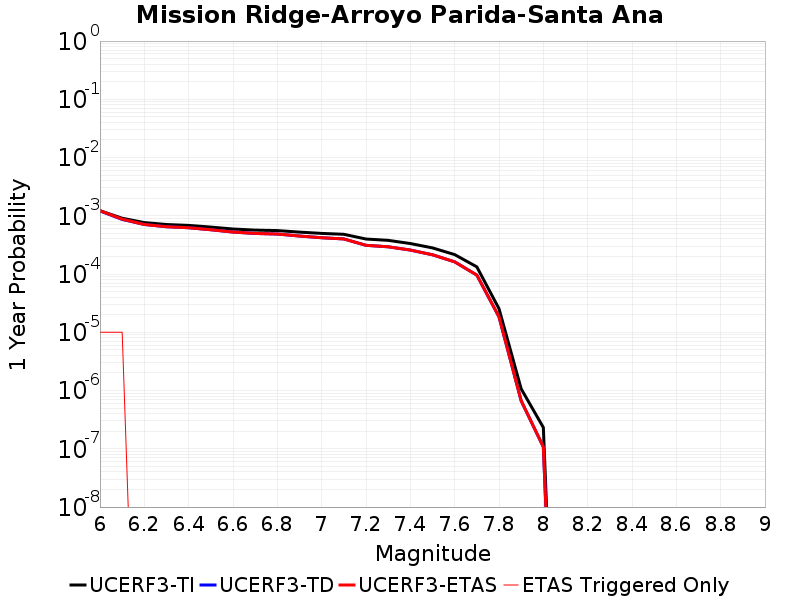 Mission Ridge-Arroyo Parida-Santa Ana
1 Year Probability
10^0
10^-1
10^-2
10^-3
10^-4
10^-5
10^-6
10^-7
10^-8
6 6.2 6.4 6.6 6.8 7 7.2 7.4 7.6 7.8 8 8.2 8.4 8.6 8.8 9
Magnitude
UCERF3-TI UCERF3-TD UCERF3-ETAS ETAS Triggered Only